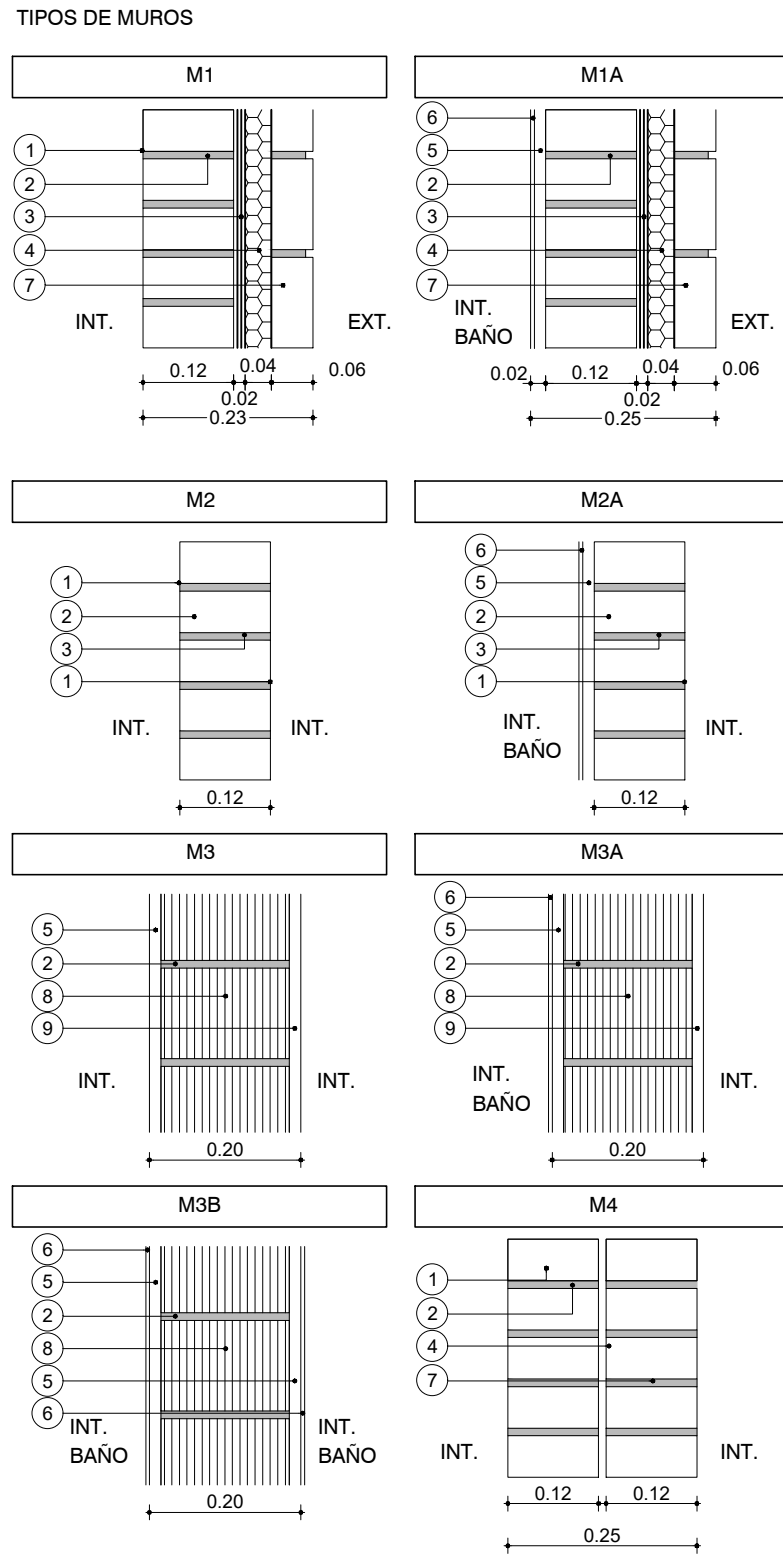 TIPOS DE MUROS
M1
1
2
3
4
7
INT.
EXT.
0.12
0.04
0.06
0.02
0.23
M1A
6
5
2
3
4
7
INT.
BAÑO
EXT.
0.02
0.12
0.04
0.06
0.02
0.25
M2
1
2
3
1
INT.
INT.
0.12
M2A
6
5
2
3
1
INT.
BAÑO
INT.
0.12
M3
5
2
8
9
INT.
INT.
0.20
M3A
6
5
2
8
9
INT.
BAÑO
INT.
0.20
M3B
6
5
2
8
5
6
INT.
BAÑO
INT.
BAÑO
0.20
M4
1
2
4
7
INT.
INT.
0.12
0.12
0.25